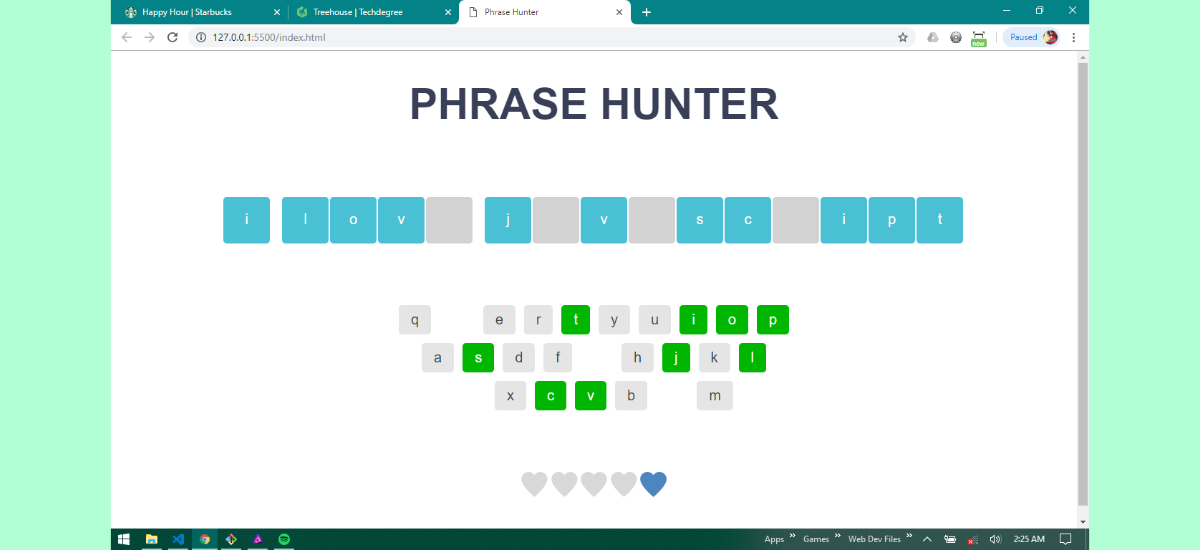 Happy Hour | Starbucks Treehouse | Techdegree Phrase Hunter
127.0.0.1:5500/index.html new Paused
PHRASE HUNTER
i l o v j v s c i p t
q e r t y u i o p
a s d f h j k l
x c v b m
Apps Games Web Dev Files 2:25 AM